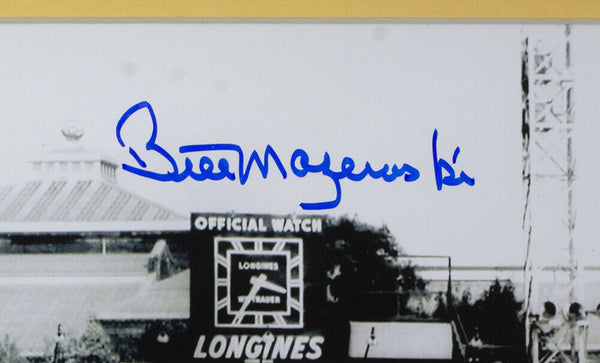 Bill Mazeroski
OFFICIAL WATCH
LONGINES
WITTNAUER
LONGINES